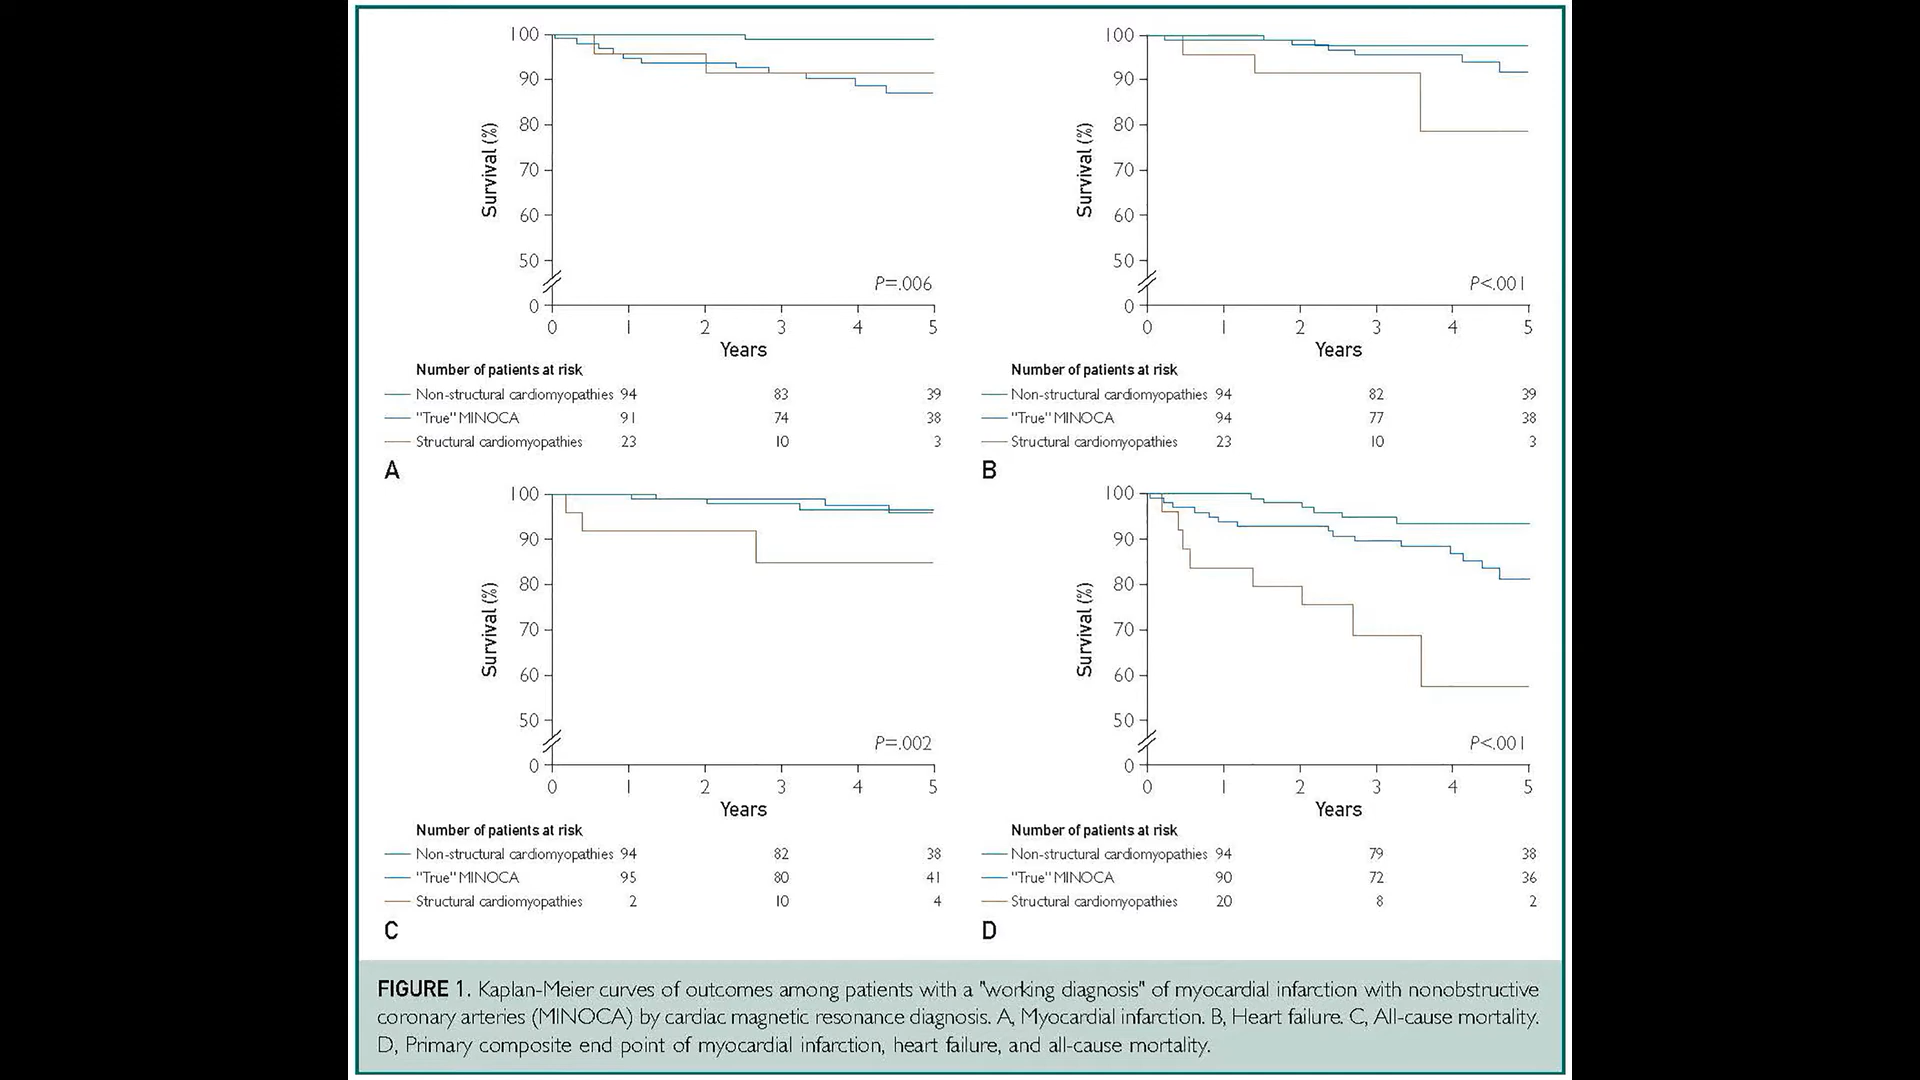 100
90
80
70
60
50
0
Survival (%)
P=.006
0 1 2 3 4 5
Years
Number of patients at risk
Non-structural cardiomyopathies 94 83 39
"True" MINOCA 91 74 38
Structural cardiomyopathies 23 10 3
A
100
90
80
70
60
50
0
Survival (%)
P<.001
0 1 2 3 4 5
Years
Number of patients at risk
Non-structural cardiomyopathies 94 82 39
"True" MINOCA 94 77 38
Structural cardiomyopathies 23 10 3
B
100
90
80
70
60
50
0
Survival (%)
P=.002
0 1 2 3 4 5
Years
Number of patients at risk
Non-structural cardiomyopathies 94 82 38
"True" MINOCA 95 80 41
Structural cardiomyopathies 2 10 4
C
100
90
80
70
60
50
0
Survival (%)
P<.001
0 1 2 3 4 5
Years
Number of patients at risk
Non-structural cardiomyopathies 94 79 38
"True" MINOCA 90 72 36
Structural cardiomyopathies 20 8 2
D
FIGURE 1. Kaplan-Meier curves of outcomes among patients with a "working diagnosis" of myocardial infarction with nonobstructive
coronary arteries (MINOCA) by cardiac magnetic resonance diagnosis. A, Myocardial infarction. B, Heart failure. C, All-cause mortality.
D, Primary composite end point of myocardial infarction, heart failure, and all-cause mortality.